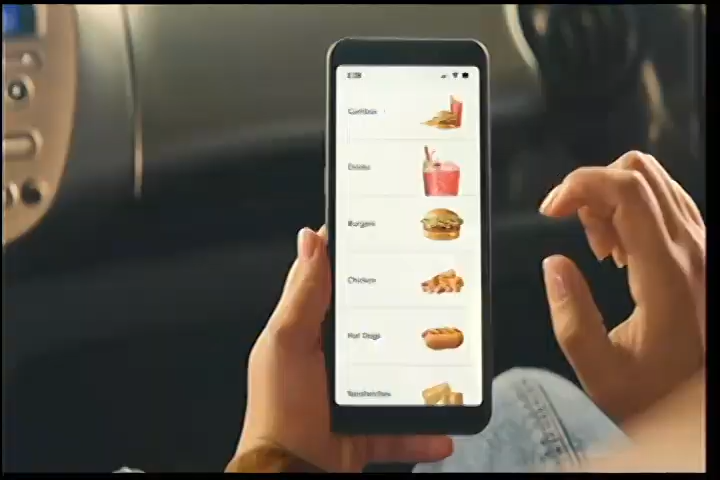 Combos
Drinks
Burgers
Chicken
Hot Dogs
Sandwiches